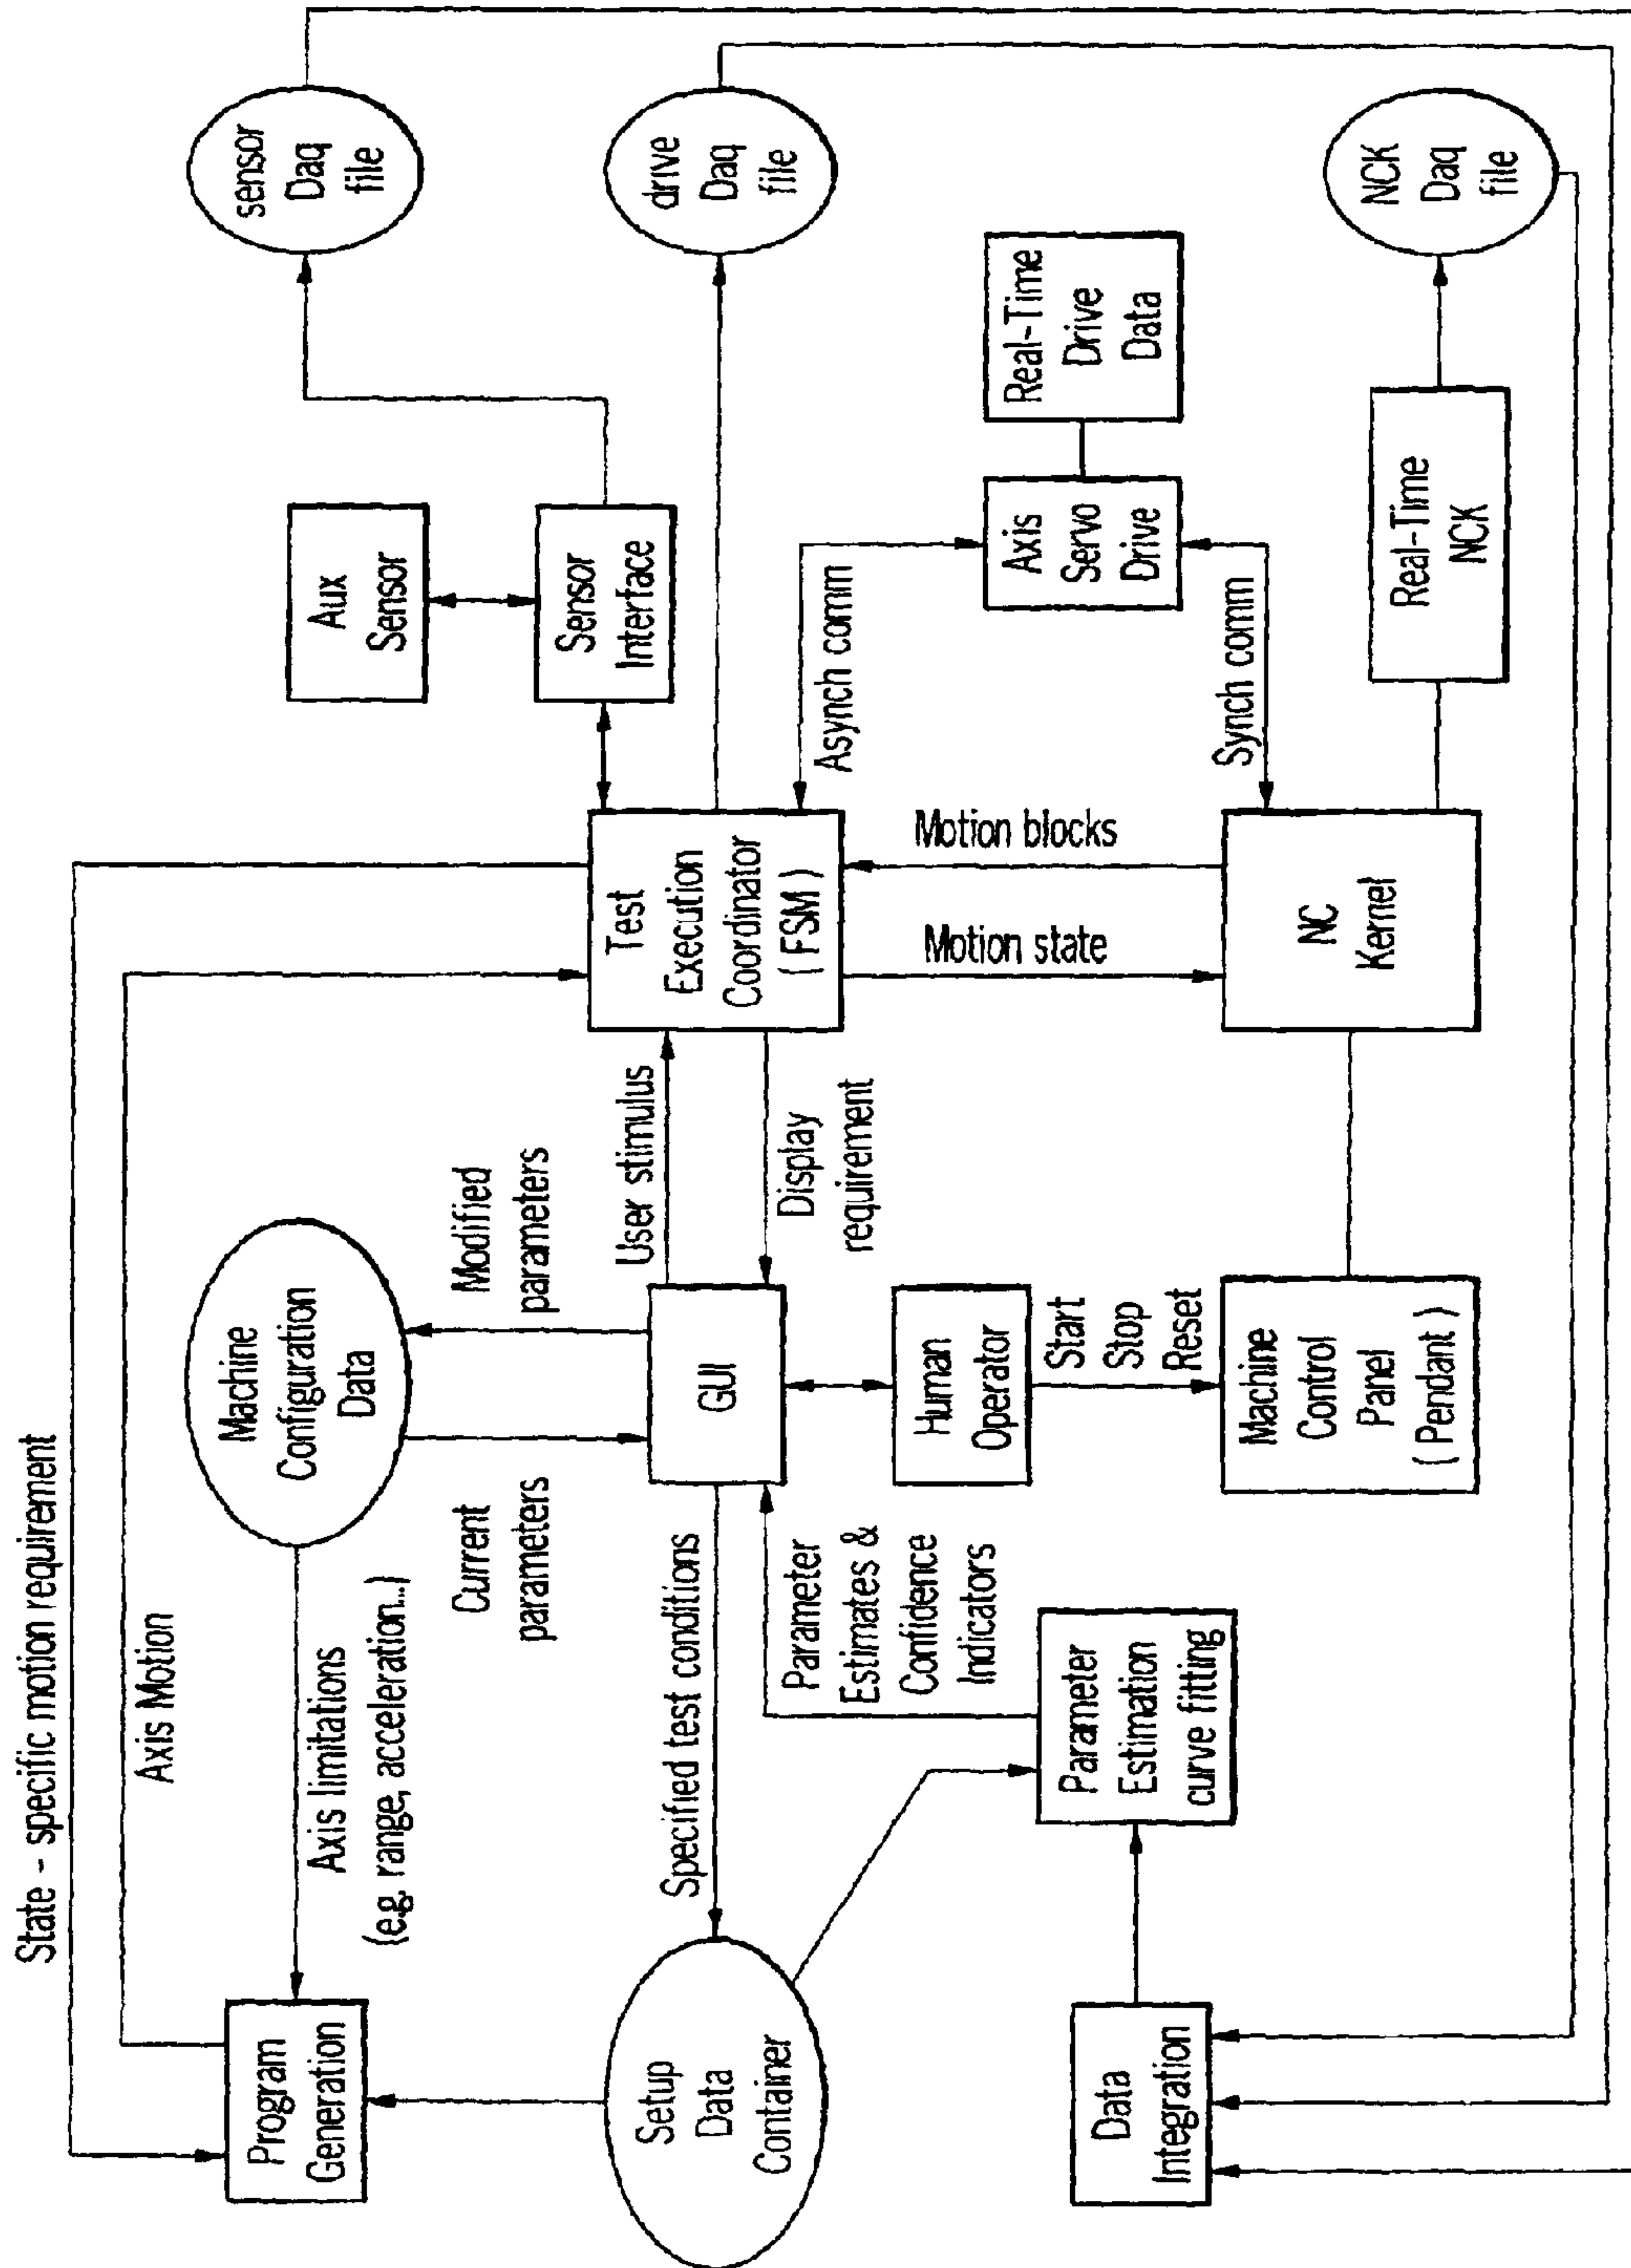 State - specific motion requirement
Axis Motion
Program
Generation
Axis limitations
(e.g. range, acceleration...)
Machine
Configuration
Data
Current
parameters
Modified
parameters
Aux
Sensor
Sensor
Interface
sensor
Daq
file
Setup
Data
Container
Specified test conditions
GUI
User stimulus
Display
requirement
Test
Execution
Coordinator
( FSM )
drive
Daq
file
Parameter
Estimates &
Confidence
Indicators
Human
Operator
Start
Stop
Reset
Motion blocks
Motion state
Asynch comm
Synch comm
Axis
Servo
Drive
Real-Time
Drive
Data
Data
Integration
Parameter
Estimation
curve fitting
Machine
Control
Panel
( Pendant )
NC
Kernel
Real-Time
NCK
NCK
Daq
file